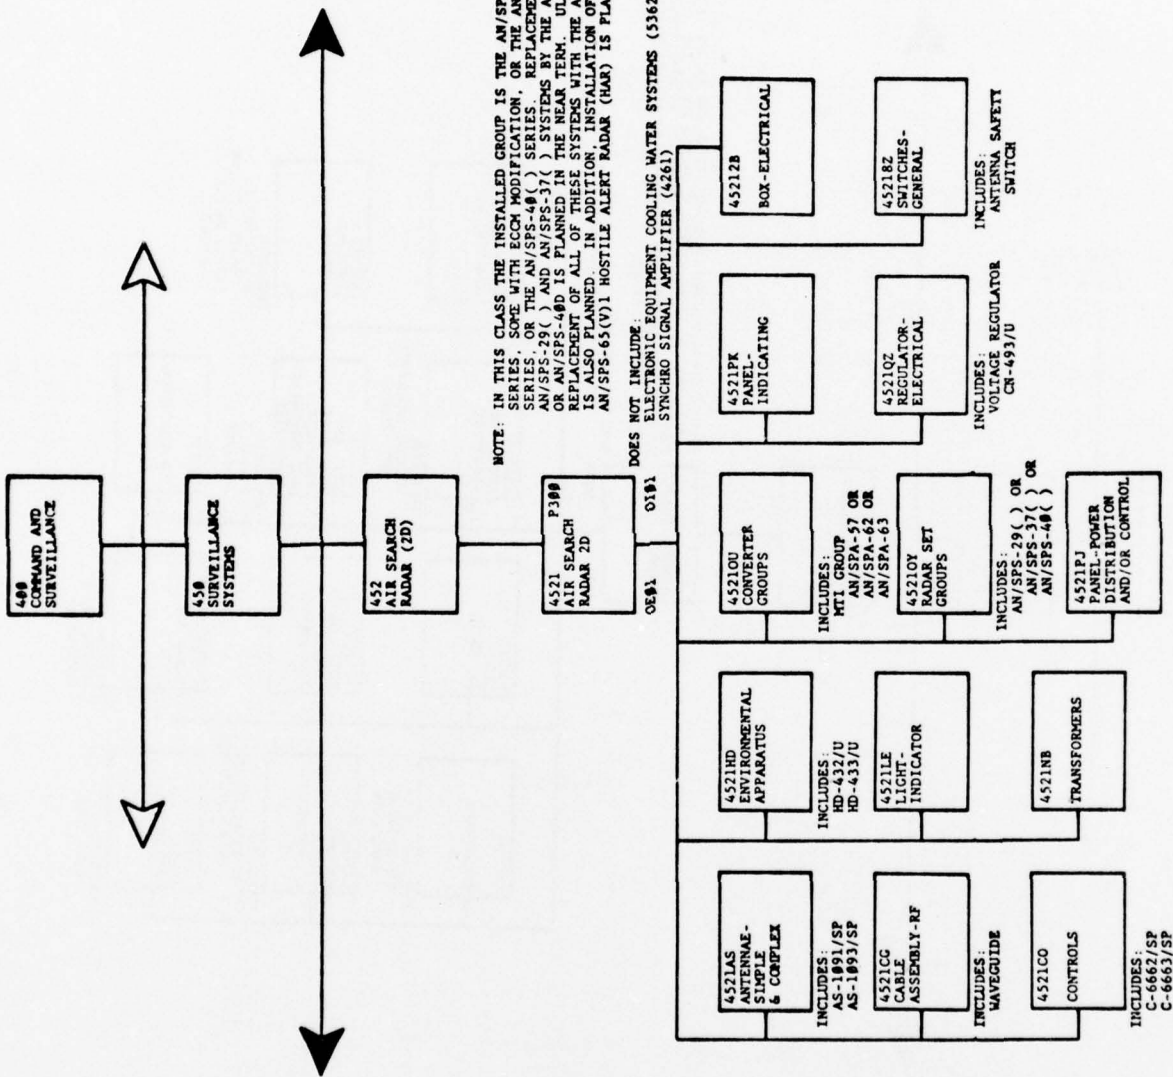 400
COMMAND AND
SURVEILLANCE
450
SURVEILLANCE
SYSTEMS
452
AIR SEARCH
RADAR (2D)
4521 P300
AIR SEARCH
RADAR 2D
OE01 OI01
NOTE: IN THIS CLASS THE INSTALLED GROUP IS THE AN/SP
SERIES, SOME WITH ECCM MODIFICATION, OR THE AN
SERIES, OR THE AN/SPS-40( ) SERIES. REPLACEME
AN/SPS-29( ) AND AN/SPS-37( ) SYSTEMS BY THE A
OR AN/SPS-40D IS PLANNED IN THE NEAR TERM. UL
REPLACEMENT OF ALL OF THESE SYSTEMS WITH THE A
IS ALSO PLANNED. IN ADDITION, INSTALLATION OF
AN/SPS-65(V)1 HOSTILE ALERT RADAR (HAR) IS PLA
DOES NOT INCLUDE:
ELECTRONIC EQUIPMENT COOLING WATER SYSTEMS (5362
SYNCHRO SIGNAL AMPLIFIER (4261)
4521AS
ANTENNAE-
SIMPLE
& COMPLEX
INCLUDES:
AS-1091/SP
AS-1093/SP
4521CG
CABLE
ASSEMBLY-RF
INCLUDES:
WAVEGUIDE
4521CO
CONTROLS
INCLUDES:
C-6662/SP
C-6663/SP
4521HD
ENVIRONMENTAL
APPARATUS
INCLUDES:
HD-432/U
HD-433/U
4521LE
LIGHT-
INDICATOR
4521NB
TRANSFORMERS
4521OU
CONVERTER
GROUPS
INCLUDES:
MTI GROUP
AN/SPA-57 OR
AN/SPA-62 OR
AN/SPA-63
4521OY
RADAR SET
GROUPS
INCLUDES:
AN/SPS-29( ) OR
AN/SPS-37( ) OR
AN/SPS-40( )
4521PJ
PANEL-POWER
DISTRIBUTION
AND/OR CONTROL
4521PK
PANEL-
INDICATING
4521QZ
REGULATOR-
ELECTRICAL
INCLUDES:
VOLTAGE REGULATOR
CN-493/U
45212B
BOX-ELECTRICAL
45218Z
SWITCHES-
GENERAL
INCLUDES:
ANTENNA SAFETY
SWITCH